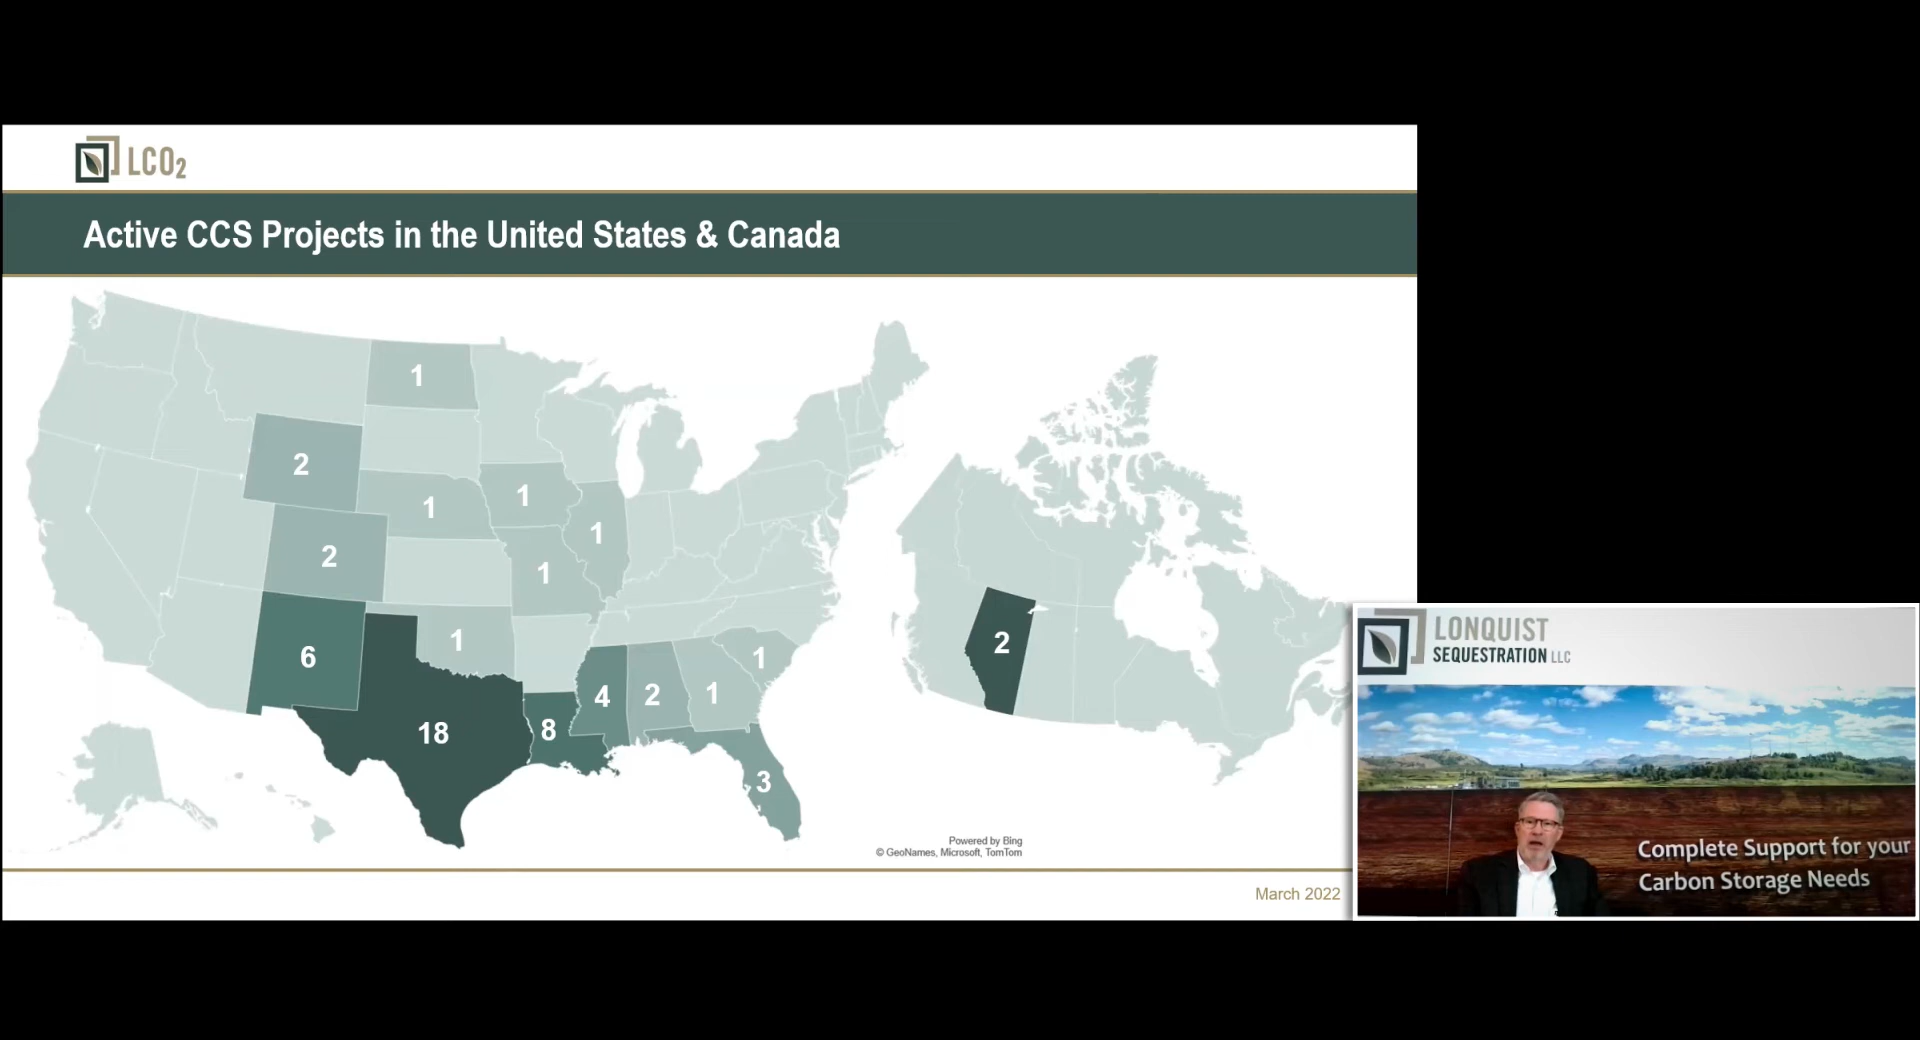 LCO2
Active CCS Projects in the United States & Canada
1
2
1
1
1
2
1
6
1
18
8
4
2
1
1
3
2
Powered by Bing
© GeoNames, Microsoft, TomTom
March 2022
LONQUIST
SEQUESTRATION LLC
Complete Support for your
Carbon Storage Needs